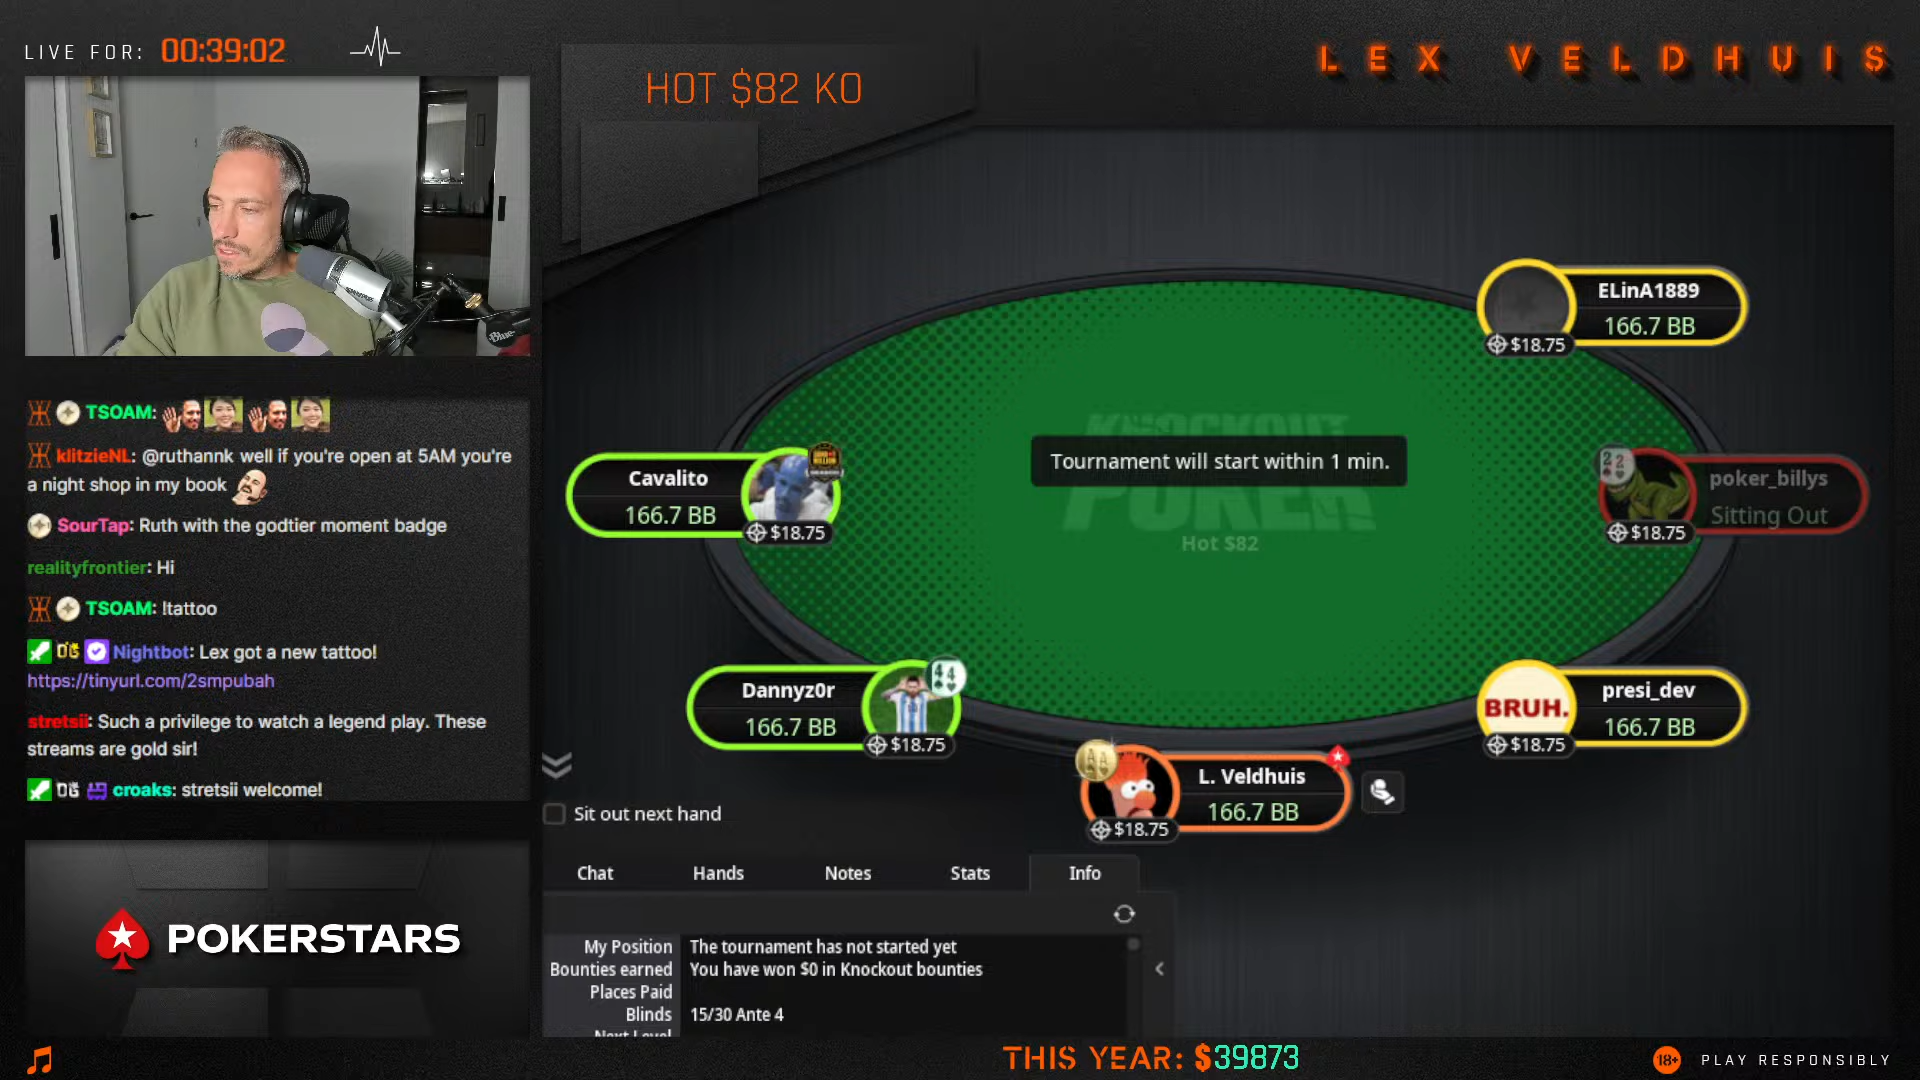 LIVE FOR: 00:39:02
HOT $82 KO
LEX VELDHUIS
TSOAM:
klitzieNL: @ruthannk well if you're open at 5AM you're
a night shop in my book
SourTap: Ruth with the godtier moment badge
realityfrontier: Hi
TSOAM: !tattoo
Nightbot: Lex got a new tattoo!
https://tinyurl.com/2smpubah
stretsii: Such a privilege to watch a legend play. These
streams are gold sir!
croaks: stretsii welcome!
POKERSTARS
ELinA1889
166.7 BB
$18.75
Cavalito
166.7 BB
$18.75
KNOCKOUT
POKER
Tournament will start within 1 min.
Hot $82
poker_billys
Sitting Out
$18.75
Dannyz0r
166.7 BB
$18.75
BRUH.
presi_dev
166.7 BB
$18.75
L. Veldhuis
166.7 BB
$18.75
Sit out next hand
Chat Hands Notes Stats Info
My Position The tournament has not started yet
Bounties earned You have won $0 in Knockout bounties
Places Paid
Blinds 15/30 Ante 4
Next Level
THIS YEAR: $39873
18+ PLAY RESPONSIBLY